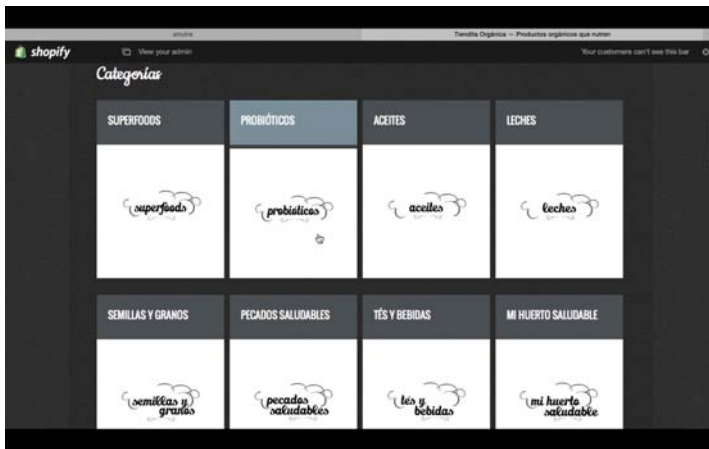 amuire
Tiendita Orgánica — Productos orgánicos que nutren
shopify
View your admin
Your customers can't see this bar
Categorías
SUPERFOODS
PROBIÓTICOS
ACEITES
LECHES
superfoods
probióticos
aceites
leches
SEMILLAS Y GRANOS
PECADOS SALUDABLES
TÉS Y BEBIDAS
MI HUERTO SALUDABLE
semillas y
granos
pecados
saludables
tés y
bebidas
mi huerto
saludable